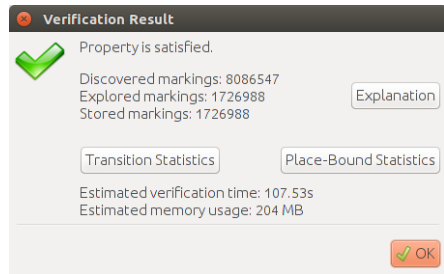 Verification Result
Property is satisfied.
Discovered markings: 8086547
Explored markings: 1726988
Stored markings: 1726988
Explanation
Transition Statistics
Place-Bound Statistics
Estimated verification time: 107.53s
Estimated memory usage: 204 MB
OK